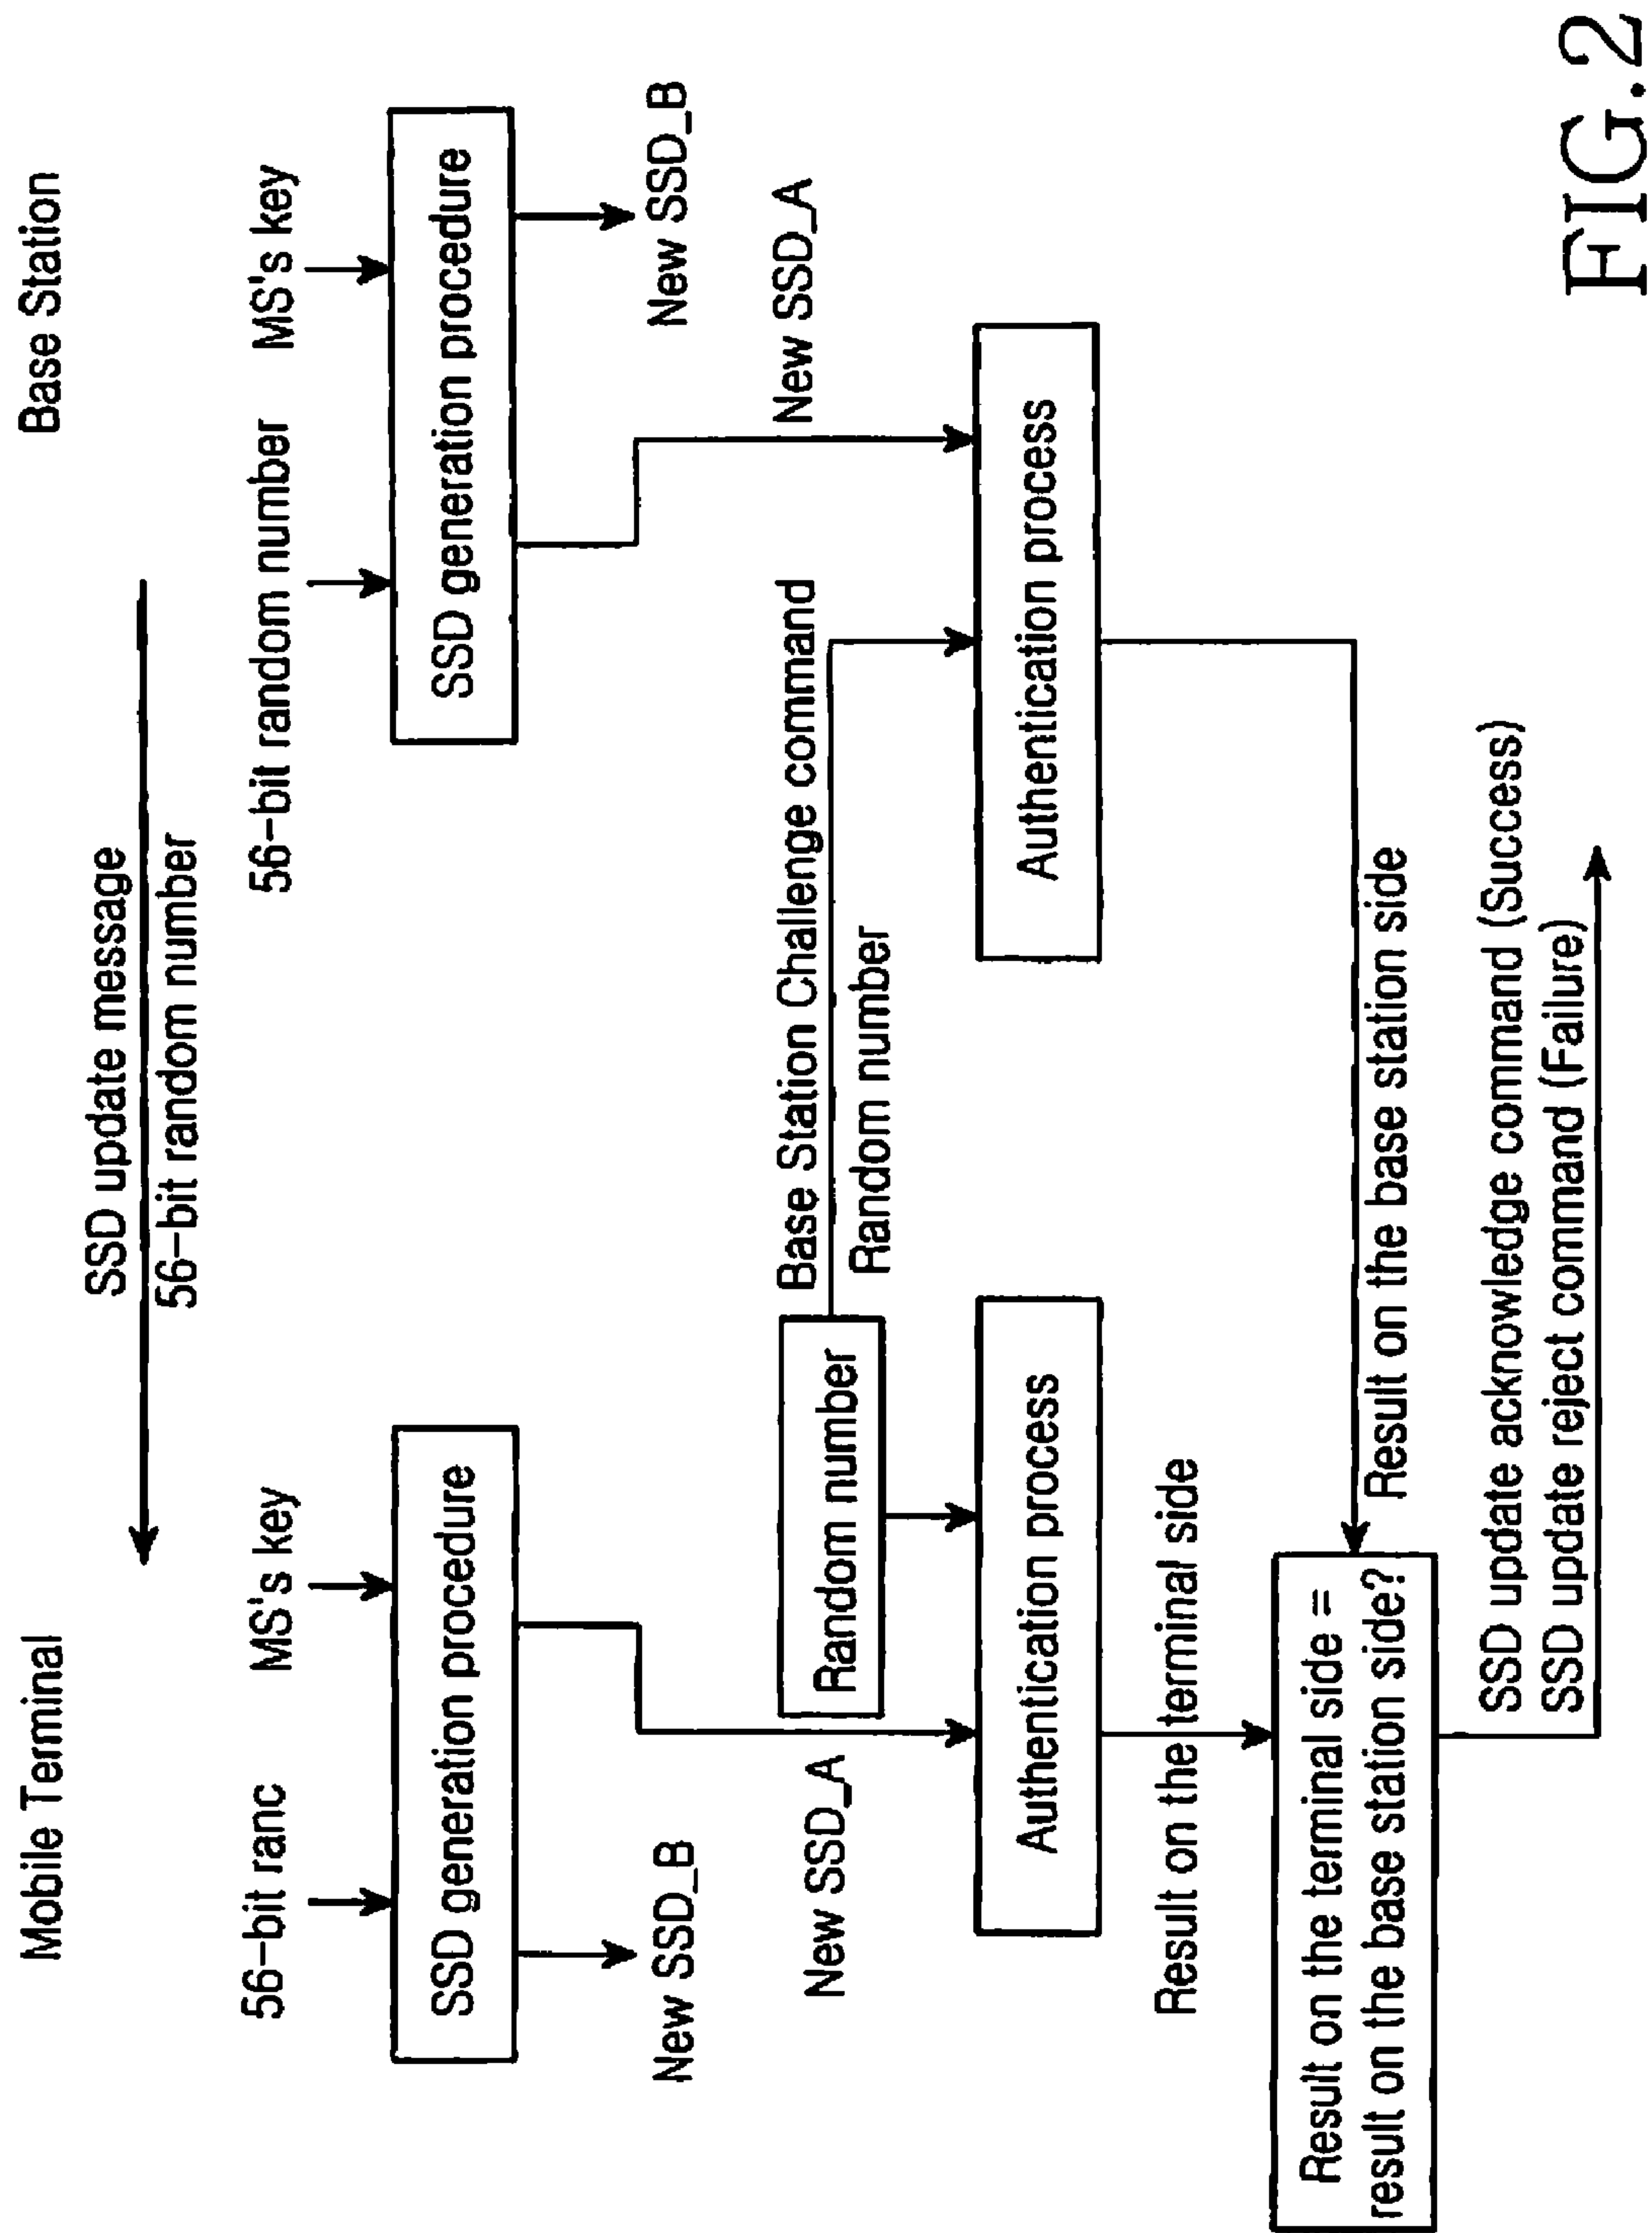 Mobile Terminal
Base Station
SSD update message
56-bit random number
56-bit ranc
MS's key
56-bit random number
MS's key
SSD generation procedure
SSD generation procedure
New SSD_B
New SSD_B
New SSD_A
New SSD_A
Random number
Base Station Challenge command
Random number
Authentication process
Authentication process
Result on the terminal side
Result on the terminal side =
result on the base station side?
Result on the base station side
SSD update acknowledge command (Success)
SSD update reject command (Failure)
FIG.2